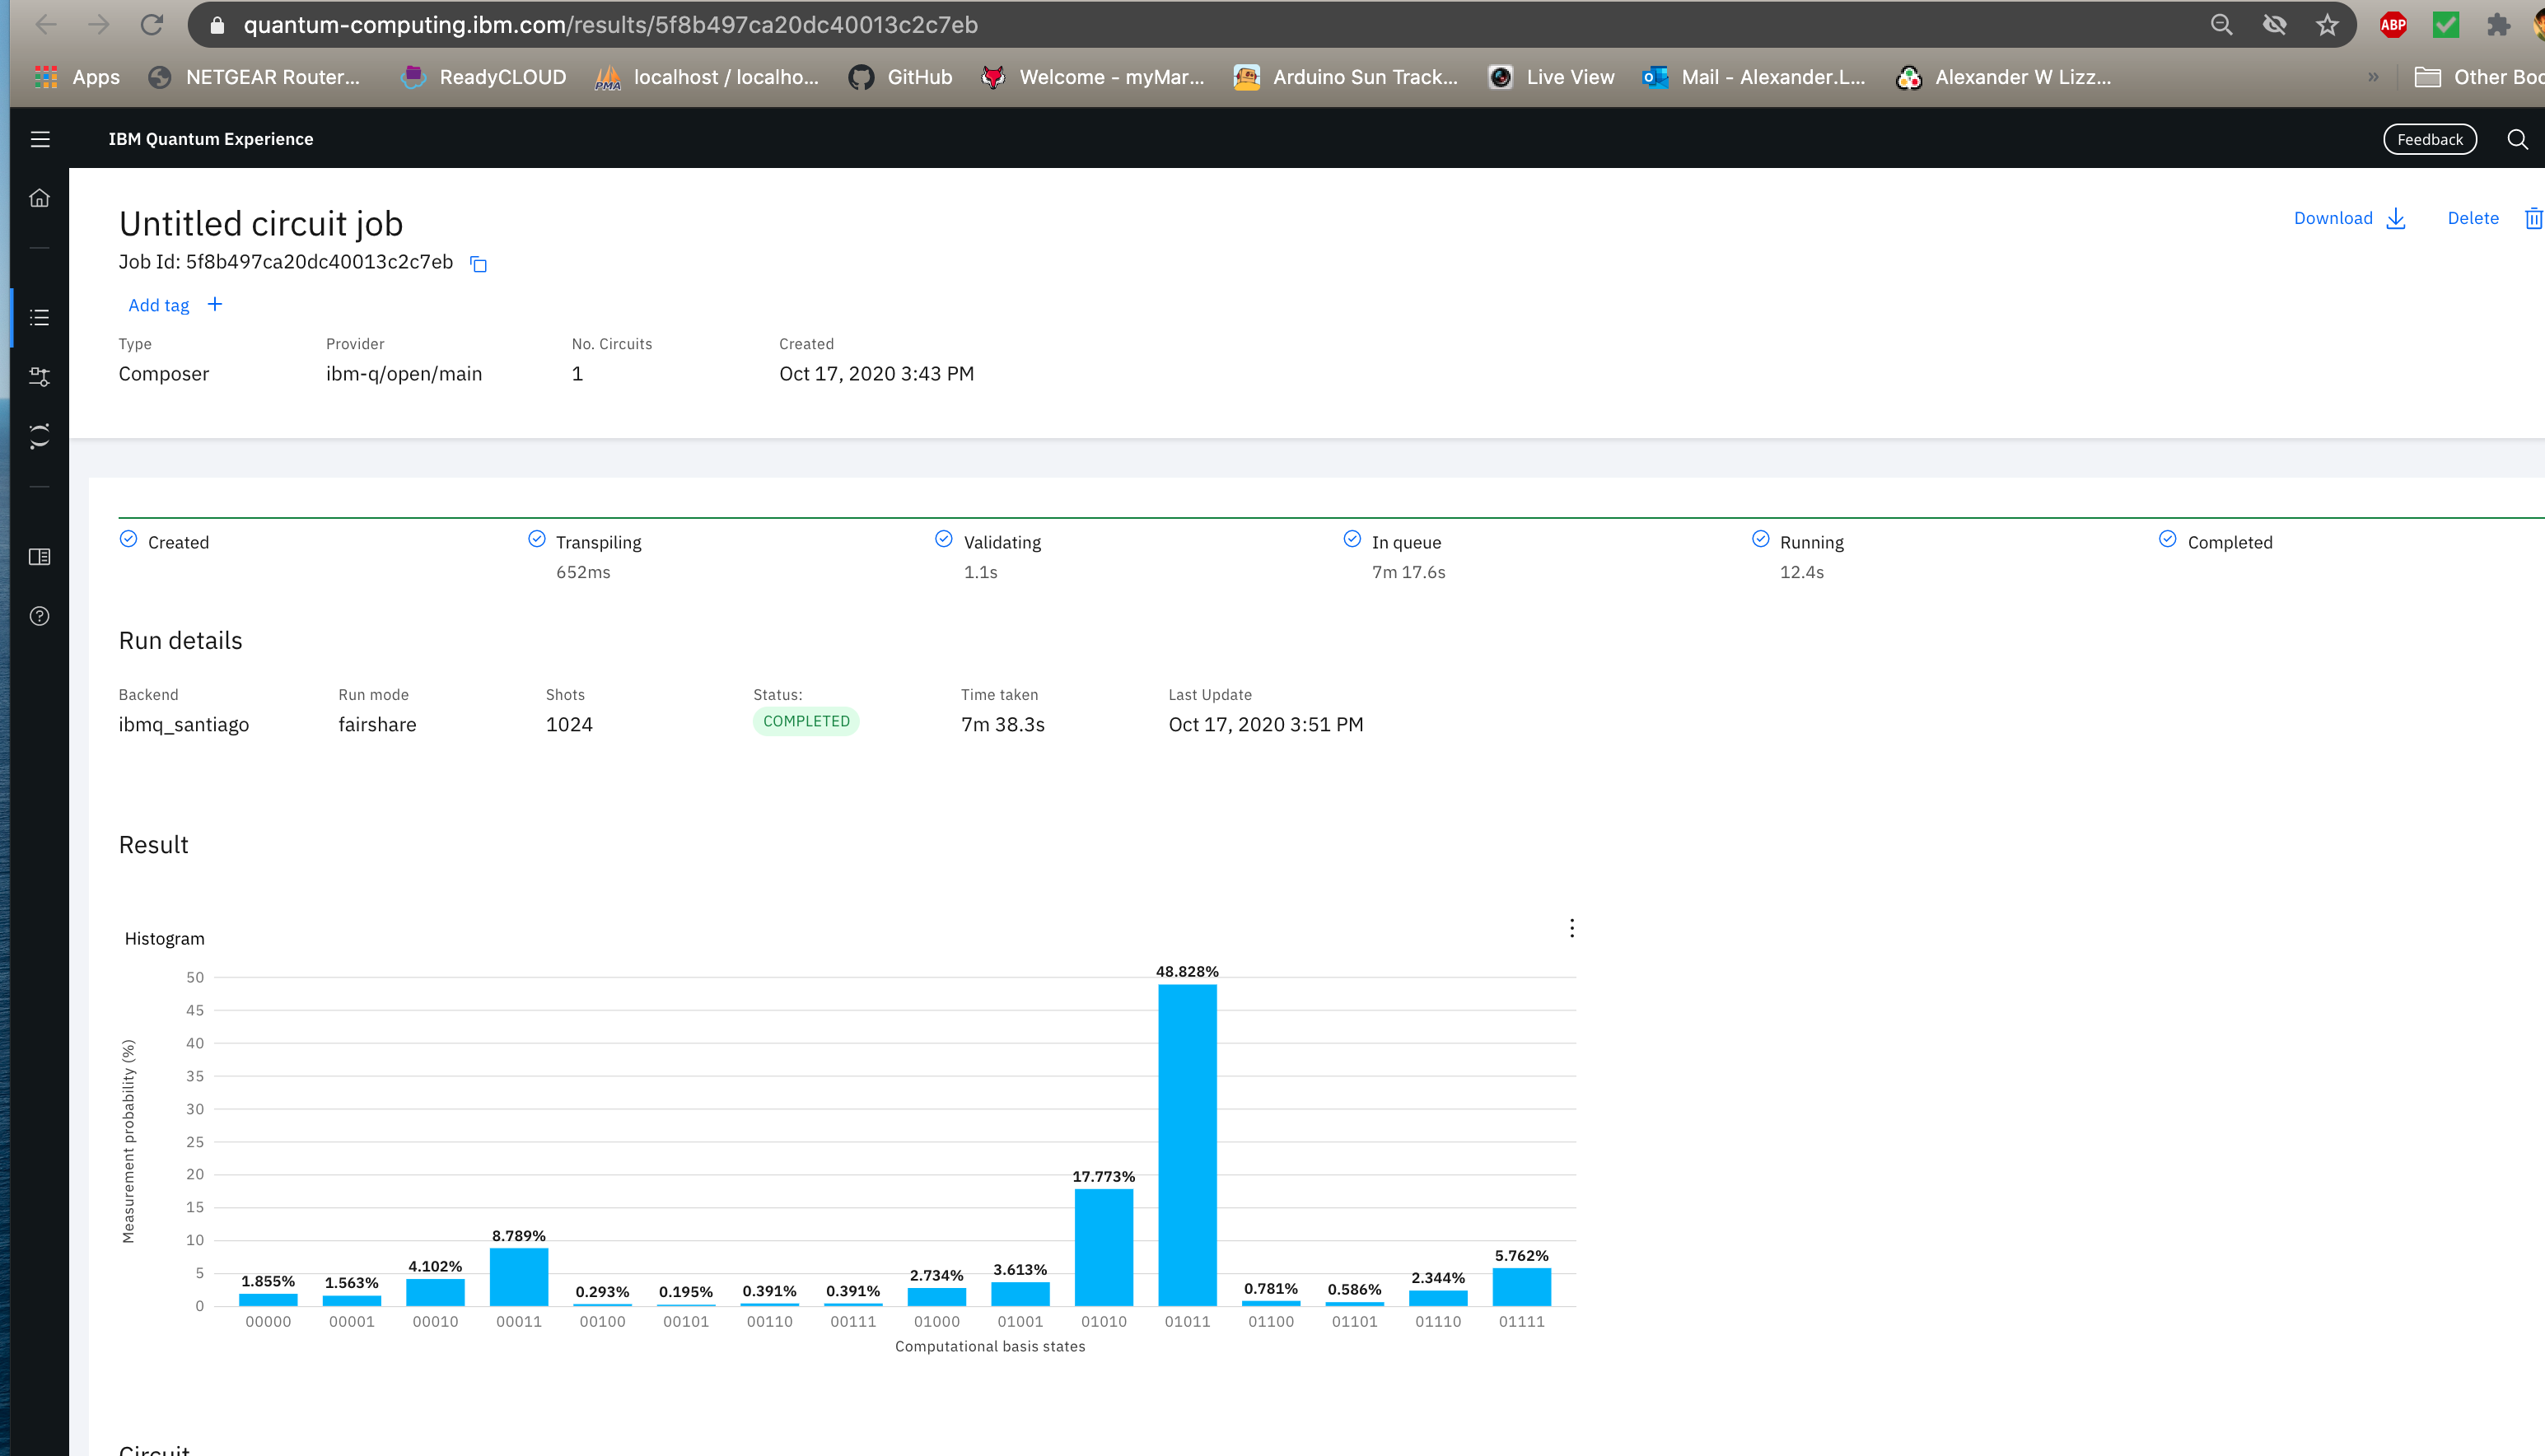 quantum-computing.ibm.com/results/5f8b497ca20dc40013c2c7eb
ABP
Apps NETGEAR Router... ReadyCLOUD PMA localhost / localho... GitHub Welcome - myMar... Arduino Sun Track... Live View Mail - Alexander.L... Alexander W Lizz... » Other Boo
IBM Quantum Experience Feedback
Untitled circuit job Download Delete
Job Id: 5f8b497ca20dc40013c2c7eb
Add tag +
Type Provider No. Circuits Created
Composer ibm-q/open/main 1 Oct 17, 2020 3:43 PM
Created Transpiling Validating In queue Running Completed
652ms 1.1s 7m 17.6s 12.4s
Run details
Backend Run mode Shots Status: Time taken Last Update
ibmq_santiago fairshare 1024 COMPLETED 7m 38.3s Oct 17, 2020 3:51 PM
Result
Histogram
Measurement probability (%)
50
45
40
35
30
25
20
15
10
5
0
1.855% 1.563% 4.102% 8.789% 0.293% 0.195% 0.391% 0.391% 2.734% 3.613% 17.773% 48.828% 0.781% 0.586% 2.344% 5.762%
00000 00001 00010 00011 00100 00101 00110 00111 01000 01001 01010 01011 01100 01101 01110 01111
Computational basis states
Circuit